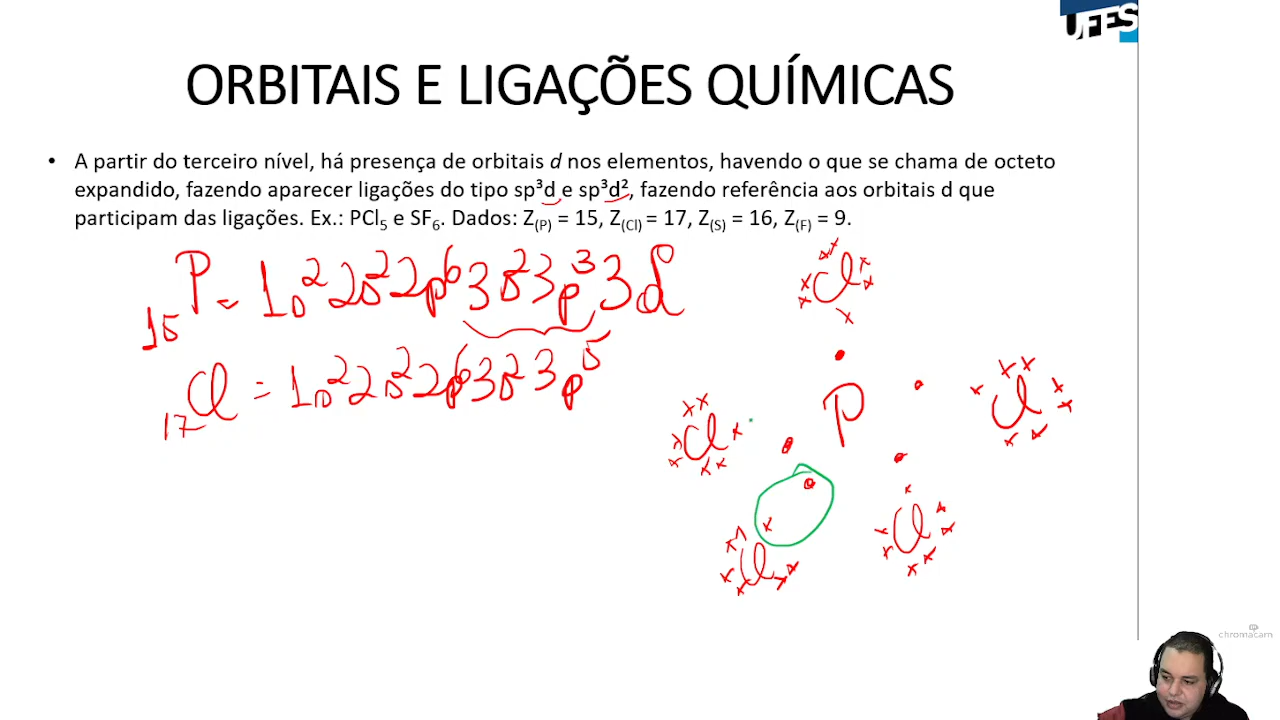 UFES
ORBITAIS E LIGAÇÕES QUÍMICAS
• A partir do terceiro nível, há presença de orbitais d nos elementos, havendo o que se chama de octeto
expandido, fazendo aparecer ligações do tipo sp³d e sp³d², fazendo referência aos orbitais d que
participam das ligações. Ex.: PCl₅ e SF₆. Dados: Z(P) = 15, Z(Cl) = 17, Z(S) = 16, Z(F) = 9.
₁₅P = 1s² 2s² 2p⁶ 3s² 3p³ 3d
₁₇Cl = 1s² 2s² 2p⁶ 3s² 3p⁵
Cl
Cl
P
Cl
Cl
Cl
chromacam